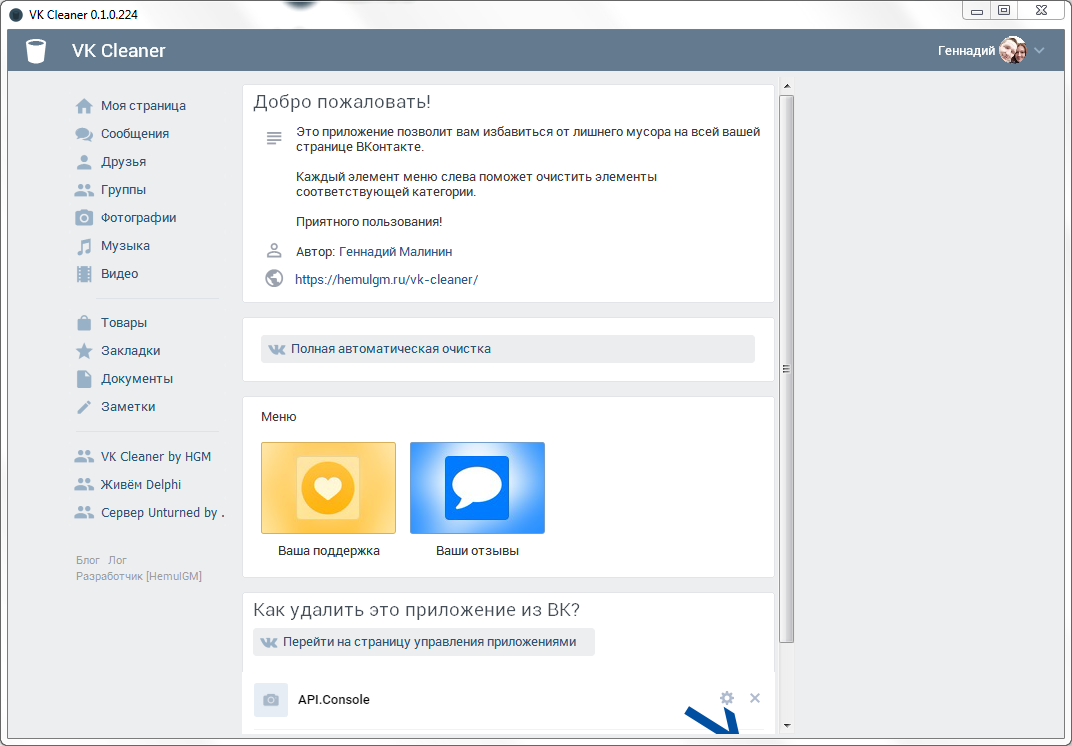 VK Cleaner 0.1.0.224
VK Cleaner
Геннадий
Моя страница
Сообщения
Друзья
Группы
Фотографии
Музыка
Видео
Товары
Закладки
Документы
Заметки
VK Cleaner by HGM
Живём Delphi
Сервер Unturned by .
Блог Лог
Разработчик [HemulGM]
Добро пожаловать!
Это приложение позволит вам избавиться от лишнего мусора на всей вашей
странице ВКонтакте.
Каждый элемент меню слева поможет очистить элементы
соответствующей категории.
Приятного пользования!
Автор: Геннадий Малинин
https://hemulgm.ru/vk-cleaner/
Полная автоматическая очистка
Меню
Ваша поддержка
Ваши отзывы
Как удалить это приложение из ВК?
Перейти на страницу управления приложениями
API.Console